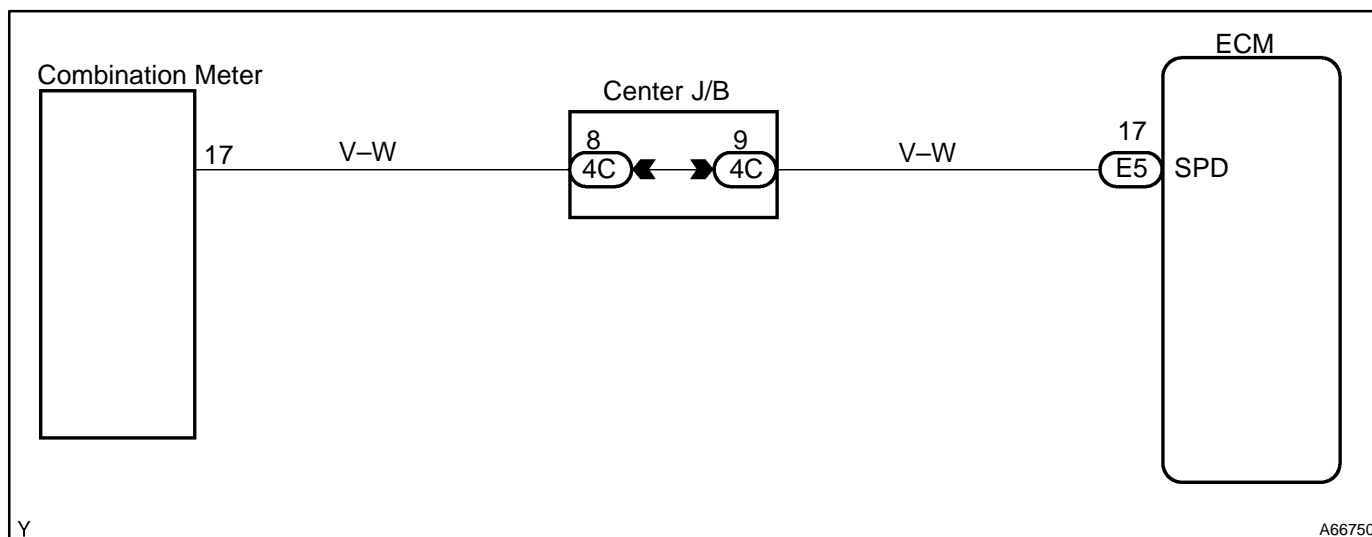 ECM
Combination Meter
Center J/B
17 V–W 8 9 V–W 17
4C 4C E5 SPD
Y A66750